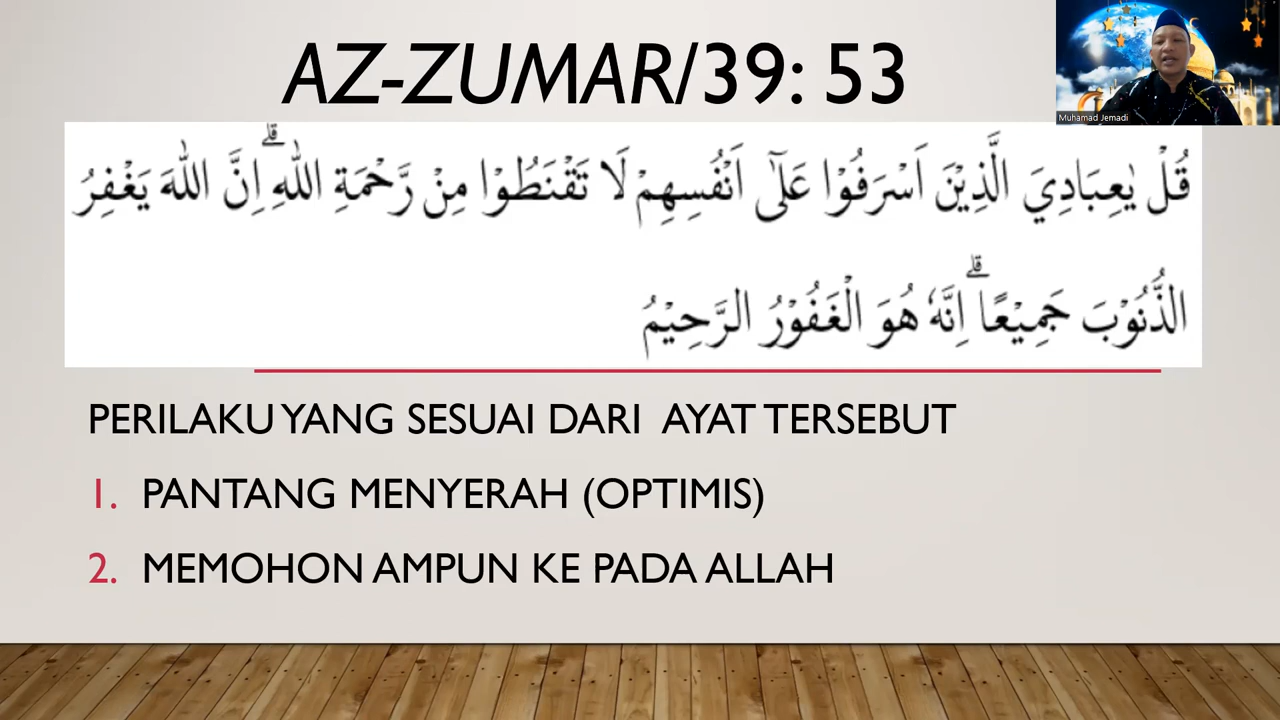 AZ-ZUMAR/39: 53
Muhamad Jemadi
قُلْ يٰعِبَادِيَ الَّذِيْنَ اَسْرَفُوْا عَلٰٓى اَنْفُسِهِمْ لَا تَقْنَطُوْا مِنْ رَّحْمَةِ اللّٰهِ ۗاِنَّ اللّٰهَ يَغْفِرُ
الذُّنُوْبَ جَمِيْعًا ۗاِنَّهٗ هُوَ الْغَفُوْرُ الرَّحِيْمُ
PERILAKU YANG SESUAI DARI AYAT TERSEBUT
1. PANTANG MENYERAH (OPTIMIS)
2. MEMOHON AMPUN KE PADA ALLAH